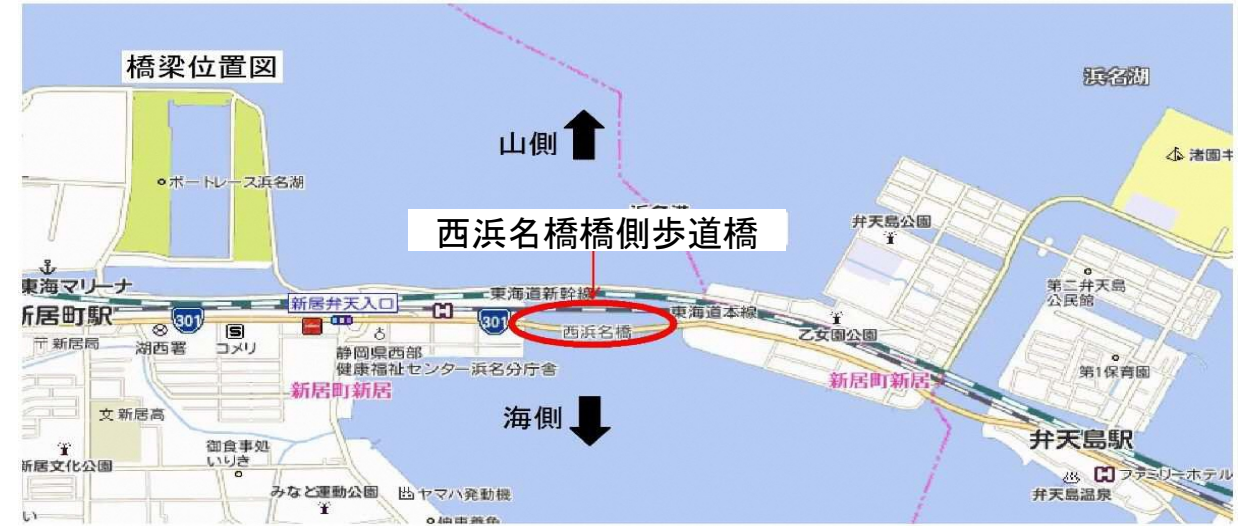 橋梁位置図
浜名湖
山側
渚園キ
ボートレース浜名湖
西浜名橋橋側歩道橋
弁天島公園
東海マリーナ
第二弁天島
公民館
東海道新幹線
新居弁天入口
東海道本線
居町駅
301
301
西浜名橋
乙女園公園
新居局
湖西署
コメリ
静岡県西部
健康福祉センター浜名分庁舎
第1保育園
新居町新居
新居町新居
文 新居高
海側
弁天島駅
御食事処
いりき
居文化公園
ファミリーホテル
みなと運動公園
ヤマハ発動機
弁天島温泉
い